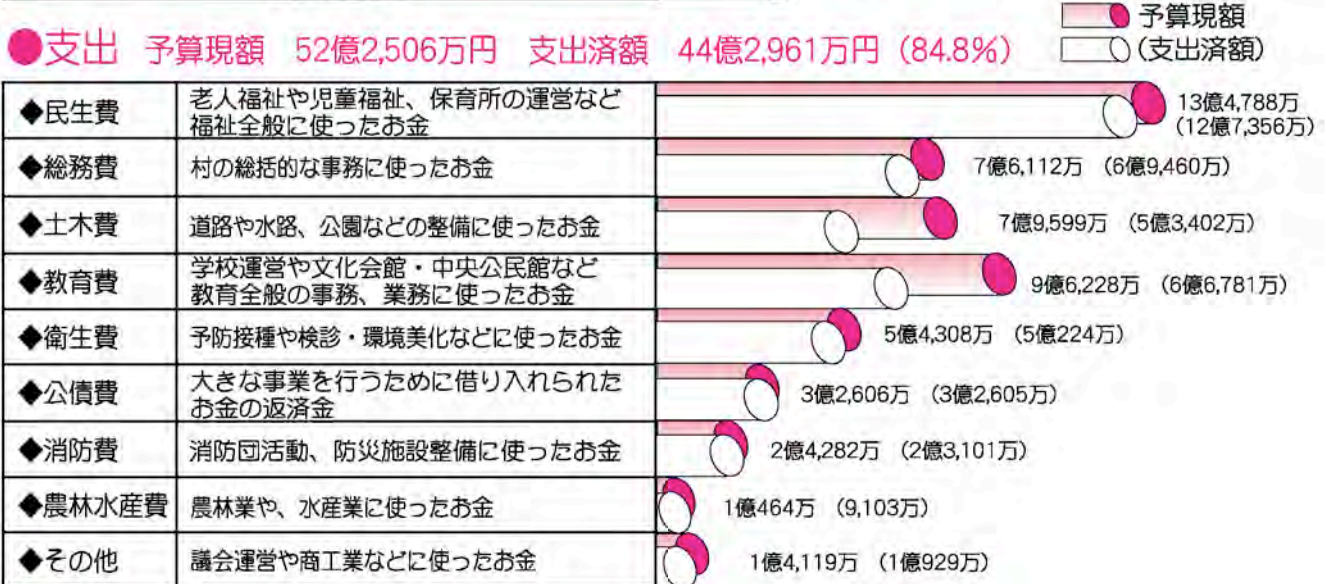 予算現額
●支出 予算現額 52億2,506万円 支出済額 44億2,961万円（84.8%）
（支出済額）
◆民生費
老人福祉や児童福祉、保育所の運営など
福祉全般に使ったお金
13億4,788万
（12億7,356万）
◆総務費
村の総括的な事務に使ったお金
7億6,112万（6億9,460万）
◆土木費
道路や水路、公園などの整備に使ったお金
7億9,599万（5億3,402万）
◆教育費
学校運営や文化会館・中央公民館など
教育全般の事務、業務に使ったお金
9億6,228万（6億6,781万）
◆衛生費
予防接種や検診・環境美化などに使ったお金
5億4,308万（5億224万）
◆公債費
大きな事業を行うために借り入れられた
お金の返済金
3億2,606万（3億2,605万）
◆消防費
消防団活動、防災施設整備に使ったお金
2億4,282万（2億3,101万）
◆農林水産費
農林業や、水産業に使ったお金
1億464万（9,103万）
◆その他
議会運営や商工業などに使ったお金
1億4,119万（1億929万）